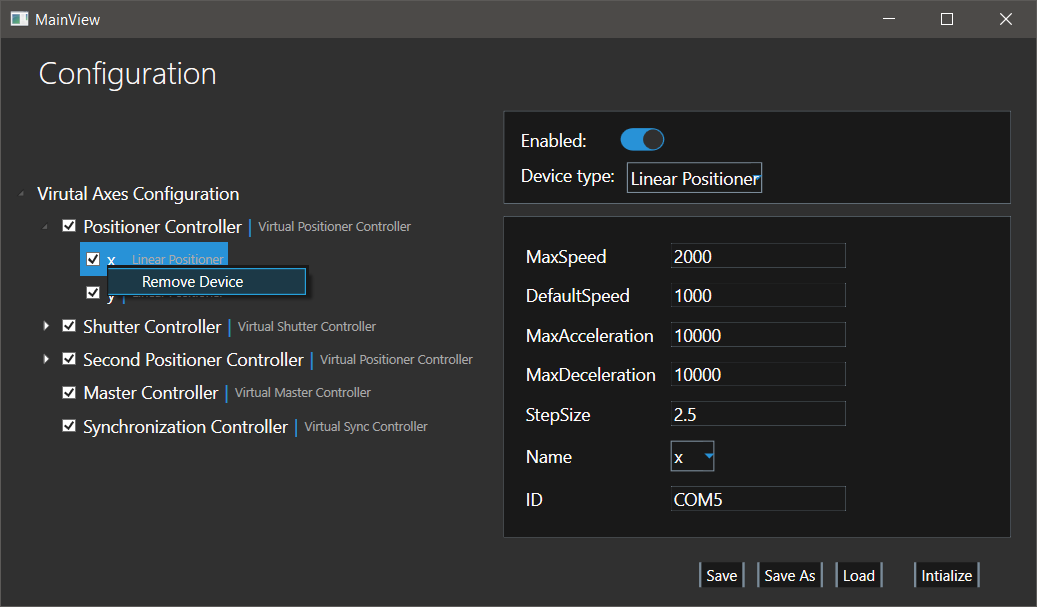 MainView
Configuration
Virutal Axes Configuration
Positioner Controller | Virtual Positioner Controller
x Linear Positioner
Remove Device
y | Linear Positioner
Shutter Controller | Virtual Shutter Controller
Second Positioner Controller | Virtual Positioner Controller
Master Controller | Virtual Master Controller
Synchronization Controller | Virtual Sync Controller
Enabled:
Device type: Linear Positioner
MaxSpeed 2000
DefaultSpeed 1000
MaxAcceleration 10000
MaxDeceleration 10000
StepSize 2.5
Name x
ID COM5
Save Save As Load Intialize